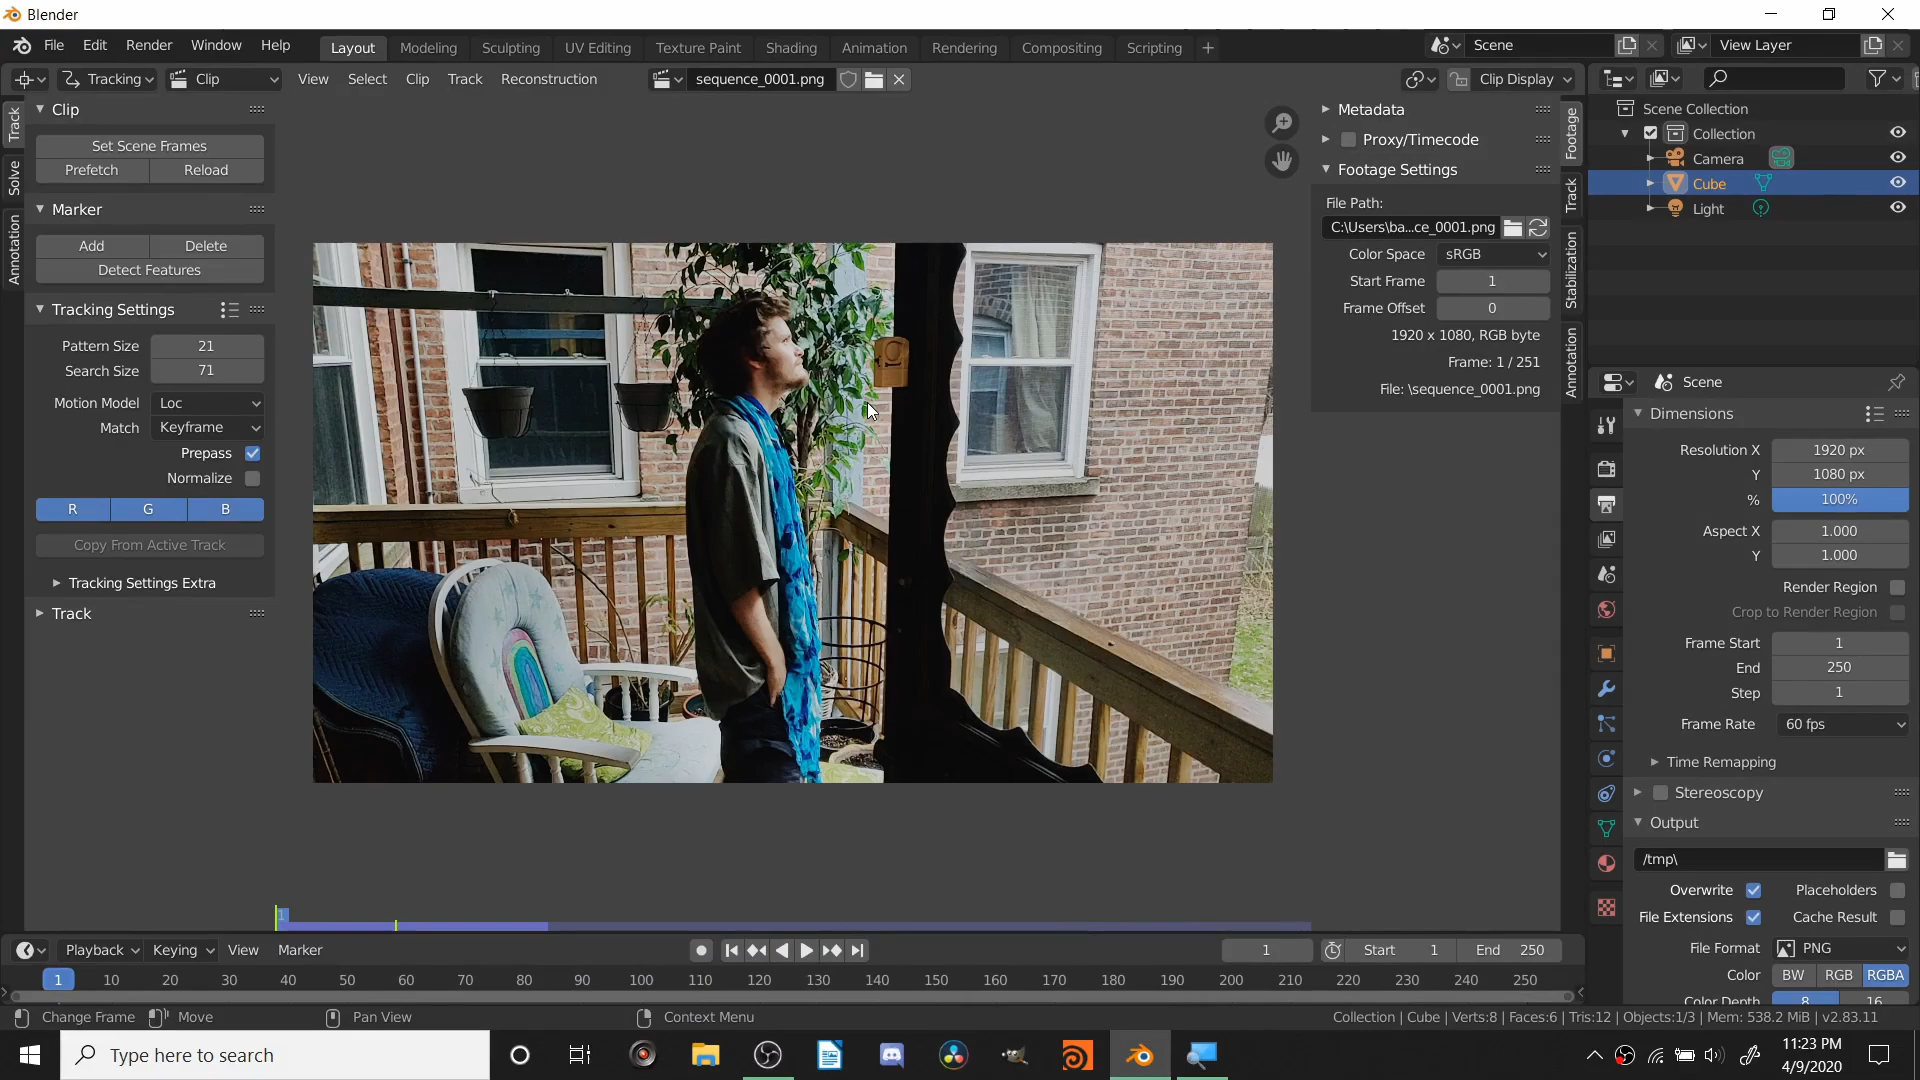 Blender
File Edit Render Window Help Layout Modeling Sculpting UV Editing Texture Paint Shading Animation Rendering Compositing Scripting + Scene View Layer
Tracking Clip View Select Clip Track Reconstruction sequence_0001.png Clip Display
Track
Solve
Annotation
Clip
Set Scene Frames
Prefetch Reload
Marker
Add Delete
Detect Features
Tracking Settings
Pattern Size 21
Search Size 71
Motion Model Loc
Match Keyframe
Prepass
Normalize
R G B
Copy From Active Track
Tracking Settings Extra
Track
Metadata
Proxy/Timecode
Footage Settings
File Path:
C:\Users\ba...ce_0001.png
Color Space sRGB
Start Frame 1
Frame Offset 0
1920 x 1080, RGB byte
Frame: 1 / 251
File: \sequence_0001.png
Footage
Track
Stabilization
Annotation
Scene Collection
Collection
Camera
Cube
Light
Scene
Dimensions
Resolution X 1920 px
Y 1080 px
% 100%
Aspect X 1.000
Y 1.000
Render Region
Crop to Render Region
Frame Start 1
End 250
Step 1
Frame Rate 60 fps
Time Remapping
Stereoscopy
Output
/tmp\
Overwrite Placeholders
File Extensions Cache Result
File Format PNG
Color BW RGB RGBA
Color Depth 8 16
1
Playback Keying View Marker 1 Start 1 End 250
1 10 20 30 40 50 60 70 80 90 100 110 120 130 140 150 160 170 180 190 200 210 220 230 240 250
Change Frame Move Pan View Context Menu Collection | Cube | Verts:8 | Faces:6 | Tris:12 | Objects:1/3 | Mem: 538.2 MiB | v2.83.11
Type here to search
11:23 PM
4/9/2020